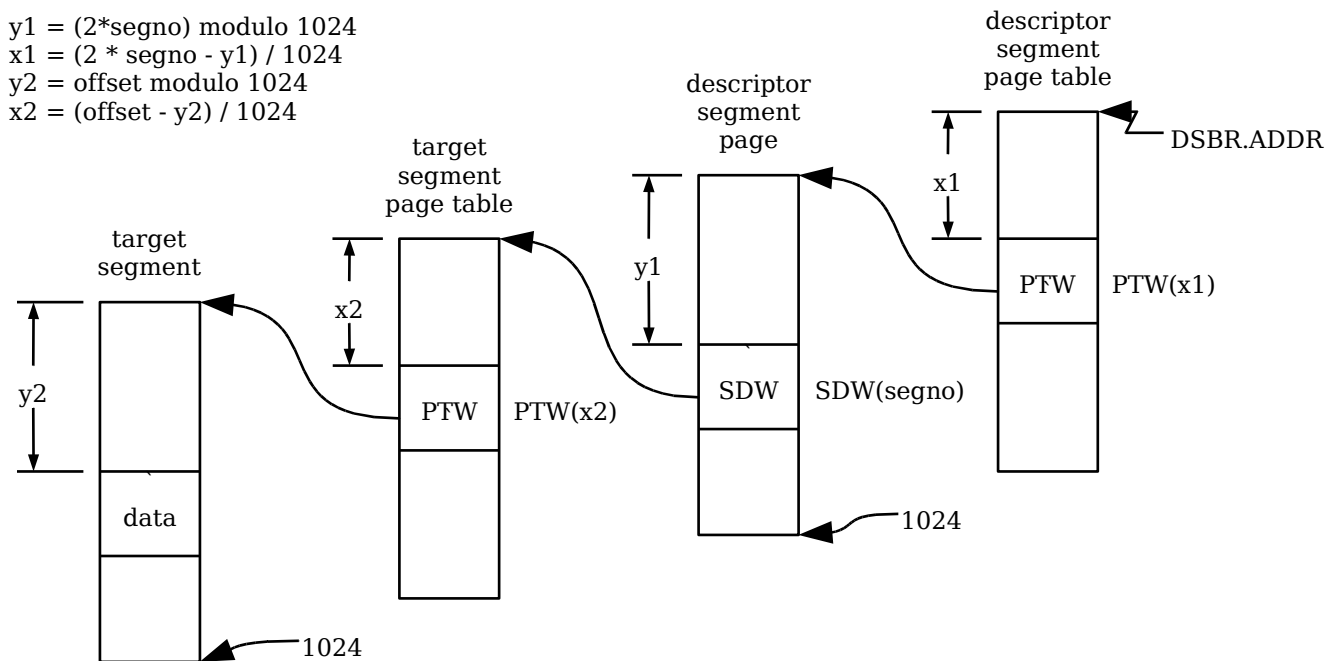 y1 = (2*segno) modulo 1024
x1 = (2 * segno - y1) / 1024
y2 = offset modulo 1024
x2 = (offset - y2) / 1024
descriptor
segment
page table
DSBR.ADDR
descriptor
segment
page
target
segment
page table
target
segment
x1
PTW
PTW(x1)
y1
x2
SDW
SDW(segno)
y2
PTW
PTW(x2)
data
1024
1024